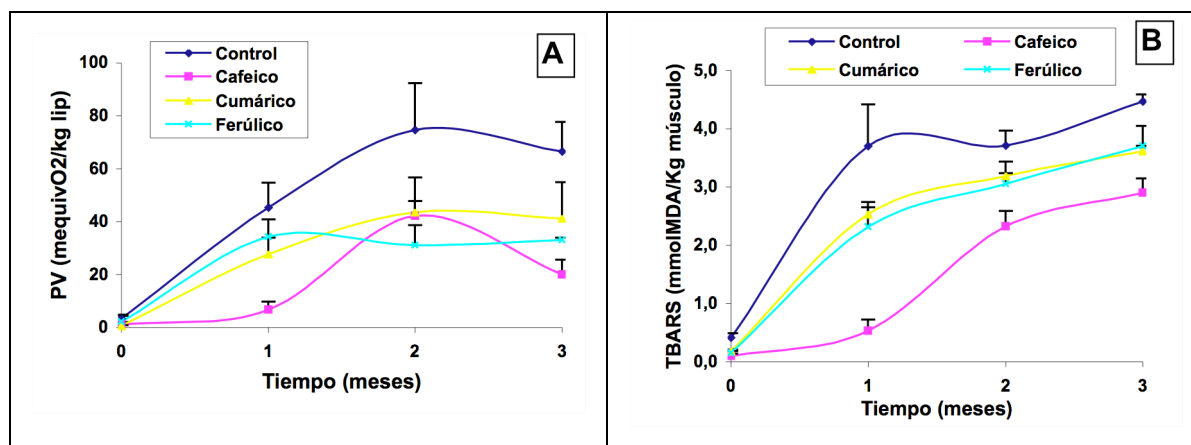 A
Control
Cafeico
Cumárico
Ferúlico
PV (mequivO2/kg lip)
100
80
60
40
20
0
0 1 2 3
Tiempo (meses)
B
Control Cafeico
Cumárico Ferúlico
TBARS (mmolMDA/Kg músculo)
5,0
4,0
3,0
2,0
1,0
0,0
0 1 2 3
Tiempo (meses)